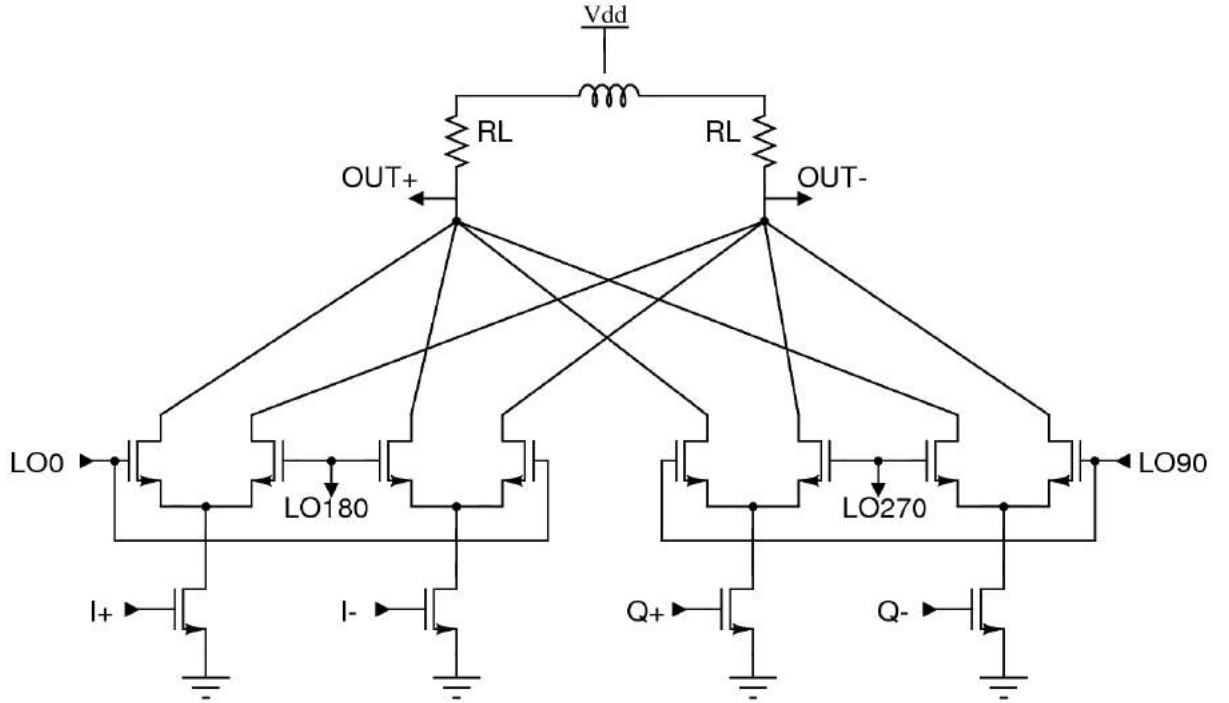 Vdd
RL RL
OUT+ OUT-
LO0 LO90
LO180 LO270
I+ I- Q+ Q-